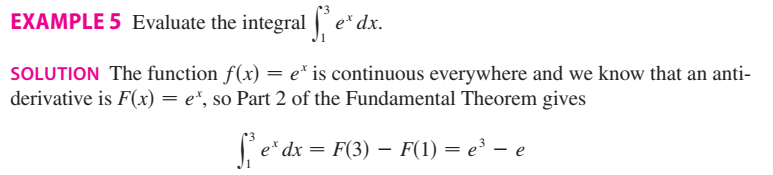 EXAMPLE 5 Evaluate the integral ∫₁³ eˣ dx.
SOLUTION The function f(x) = eˣ is continuous everywhere and we know that an anti-
derivative is F(x) = eˣ, so Part 2 of the Fundamental Theorem gives
∫₁³ eˣ dx = F(3) − F(1) = e³ − e